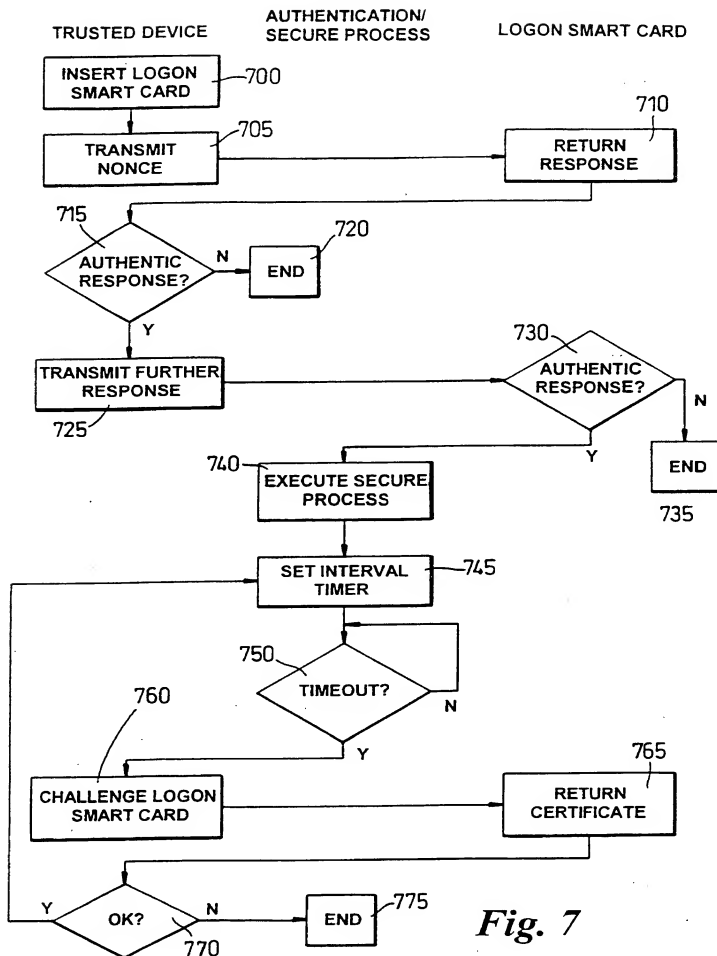 TRUSTED DEVICE
AUTHENTICATION/
SECURE PROCESS
LOGON SMART CARD
INSERT LOGON
SMART CARD
700
TRANSMIT
NONCE
705
RETURN
RESPONSE
710
AUTHENTIC
RESPONSE?
715
N
END
720
Y
TRANSMIT FURTHER
RESPONSE
725
AUTHENTIC
RESPONSE?
730
N
END
735
Y
EXECUTE SECURE
PROCESS
740
SET INTERVAL
TIMER
745
TIMEOUT?
750
N
Y
CHALLENGE LOGON
SMART CARD
760
RETURN
CERTIFICATE
765
Y
OK?
770
N
END
775
Fig. 7